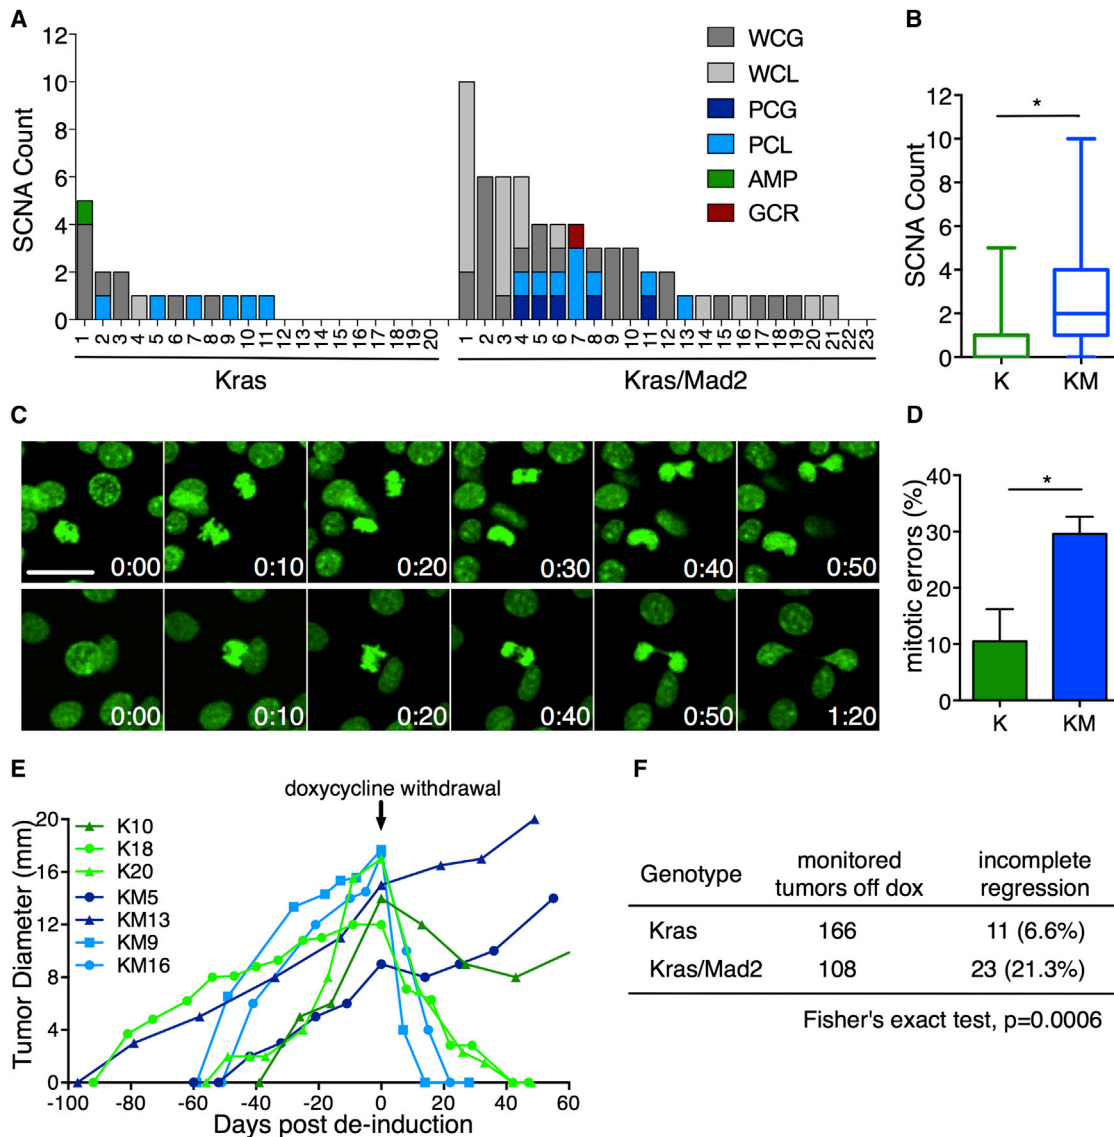 A
12
10
8
6
4
2
0
SCNA Count
WCG
WCL
PCG
PCL
AMP
GCR
1 2 3 4 5 6 7 8 9 10 11 12 13 14 15 16 17 18 19 20
1 2 3 4 5 6 7 8 9 10 11 12 13 14 15 16 17 18 19 20 21 22 23
Kras
Kras/Mad2
B
12
10
8
6
4
2
0
SCNA Count
*
K KM
C
0:00 0:10 0:20 0:30 0:40 0:50
0:00 0:10 0:20 0:40 0:50 1:20
D
40
30
20
10
0
mitotic errors (%)
*
K KM
E
doxycycline withdrawal
20
16
12
8
4
0
Tumor Diameter (mm)
K10
K18
K20
KM5
KM13
KM9
KM16
-100 -80 -60 -40 -20 0 20 40 60
Days post de-induction
F
Genotype monitored tumors off dox incomplete regression
Kras 166 11 (6.6%)
Kras/Mad2 108 23 (21.3%)
Fisher's exact test, p=0.0006